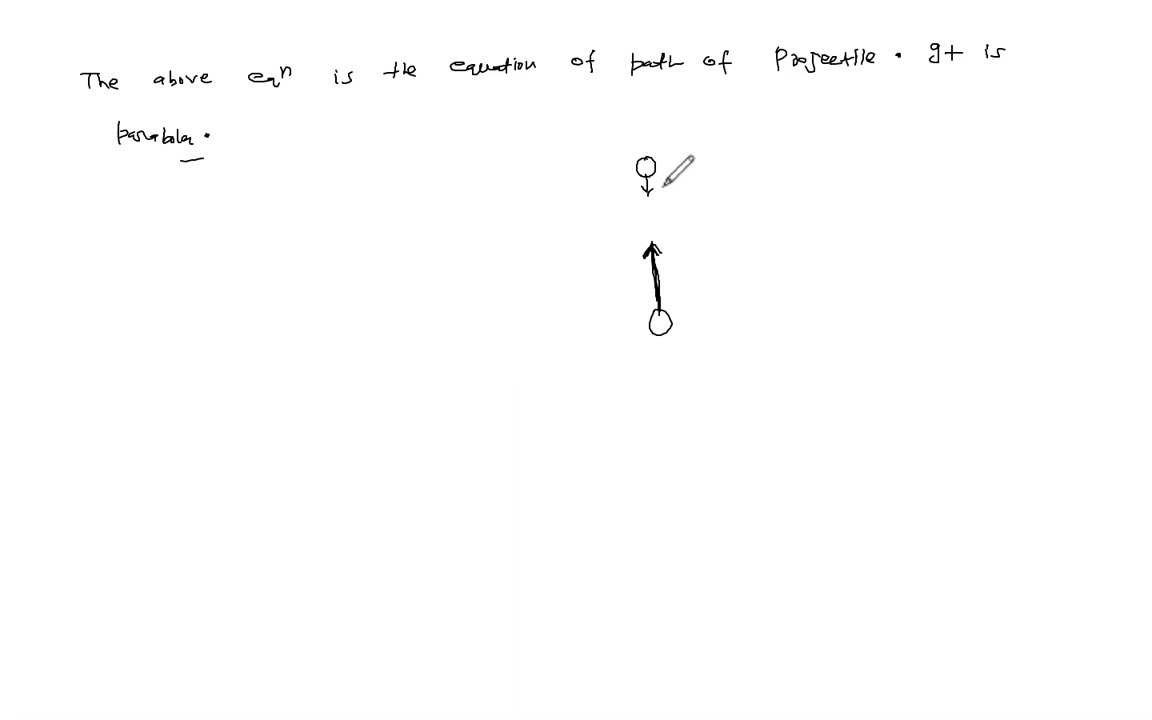 The above eqn is the equation of path of Projectile. It is
parabola.